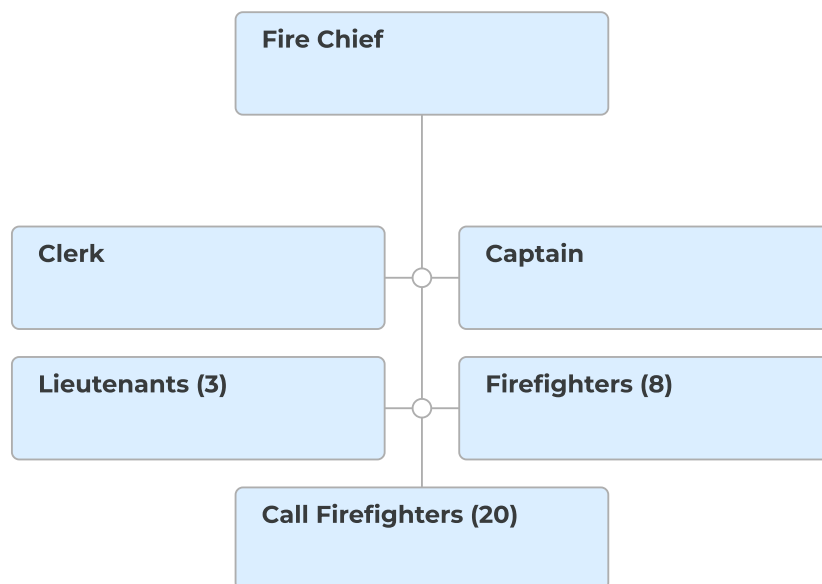 Fire Chief
Clerk
Captain
Lieutenants (3)
Firefighters (8)
Call Firefighters (20)